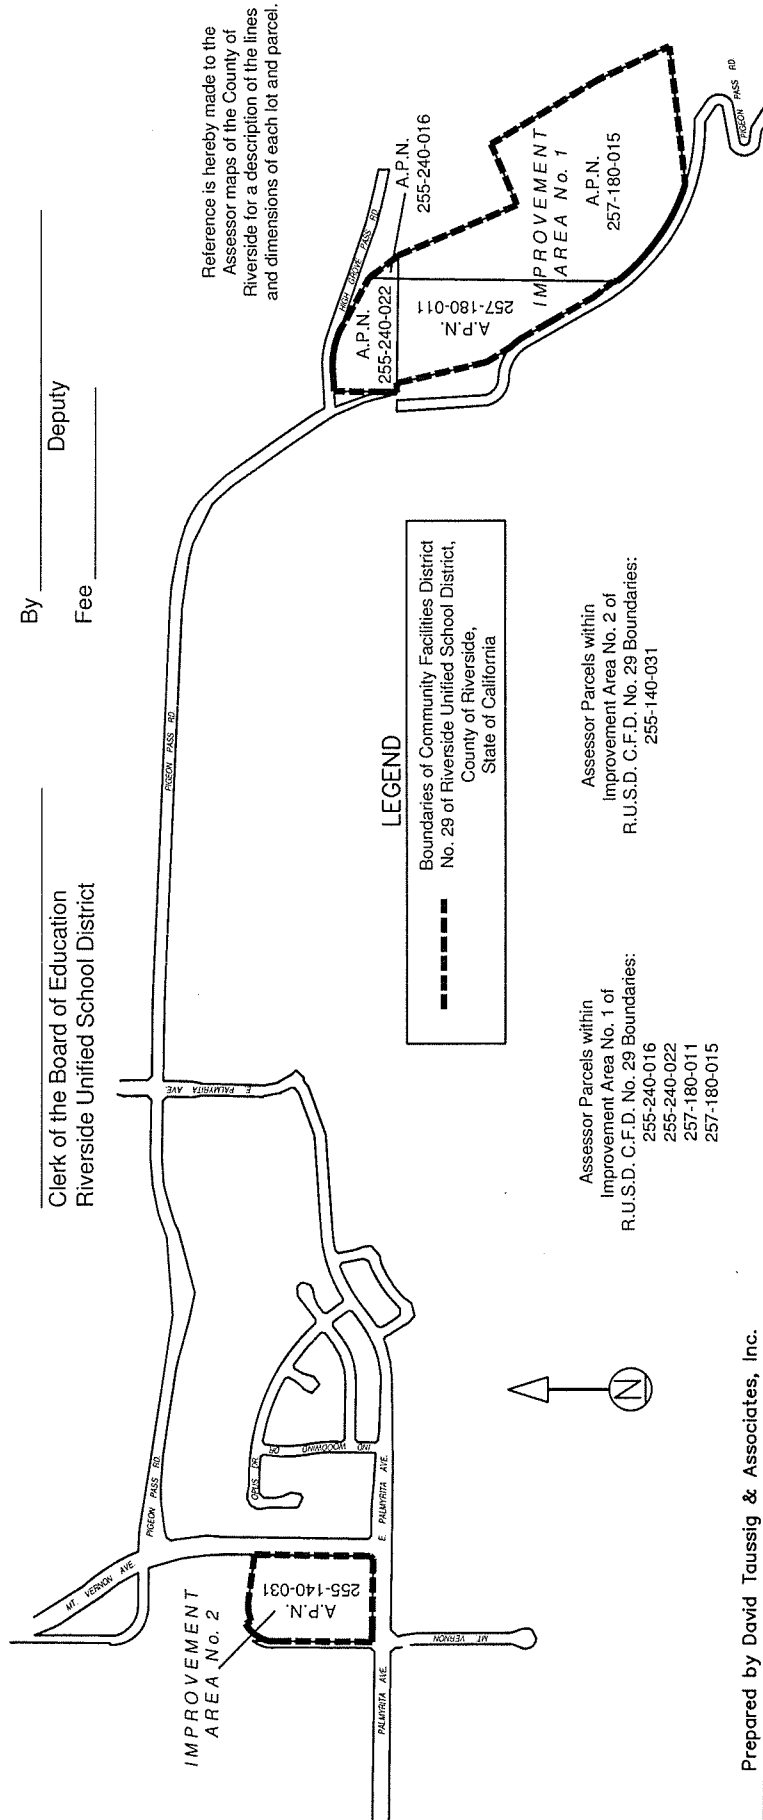 By
Deputy
Fee
Clerk of the Board of Education
Riverside Unified School District
Reference is hereby made to the
Assessor maps of the County of
Riverside for a description of the lines
and dimensions of each lot and parcel.
MT. VERNON AVE.
PIGEON PASS RD.
PIGEON PASS RD.
E. PALMYRITA AVE.
HIGH GROVE PASS RD.
A.P.N.
255-240-016
A.P.N.
255-240-022
A.P.N.
257-180-011
IMPROVEMENT
AREA No. 1
A.P.N.
257-180-015
PIGEON PASS RD.
IMPROVEMENT
AREA No. 2
A.P.N.
255-140-031
OPUS DR.
WOODWIND DR.
IND
E. PALMYRITA AVE.
PALMYRITA AVE.
MT VERNON
N
LEGEND
Boundaries of Community Facilities District
No. 29 of Riverside Unified School District,
County of Riverside,
State of California
Assessor Parcels within
Improvement Area No. 1 of
R.U.S.D. C.F.D. No. 29 Boundaries:
255-240-016
255-240-022
257-180-011
257-180-015
Assessor Parcels within
Improvement Area No. 2 of
R.U.S.D. C.F.D. No. 29 Boundaries:
255-140-031
Prepared by David Taussig & Associates, Inc.